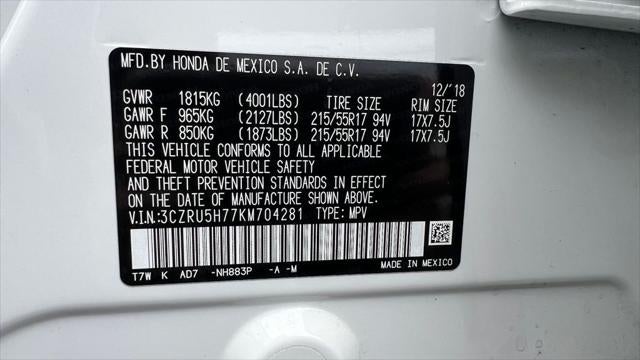 MFD.BY HONDA DE MEXICO S.A. DE C.V.
12/'18
GVWR 1815KG (4001LBS) TIRE SIZE RIM SIZE
GAWR F 965KG (2127LBS) 215/55R17 94V 17X7.5J
GAWR R 850KG (1873LBS) 215/55R17 94V 17X7.5J
THIS VEHICLE CONFORMS TO ALL APPLICABLE
FEDERAL MOTOR VEHICLE SAFETY
AND THEFT PREVENTION STANDARDS IN EFFECT
ON THE DATE OF MANUFACTURE SHOWN ABOVE.
V.I.N:3CZRU5H77KM704281 TYPE: MPV
T7W K AD7 -NH883P -A -M MADE IN MEXICO